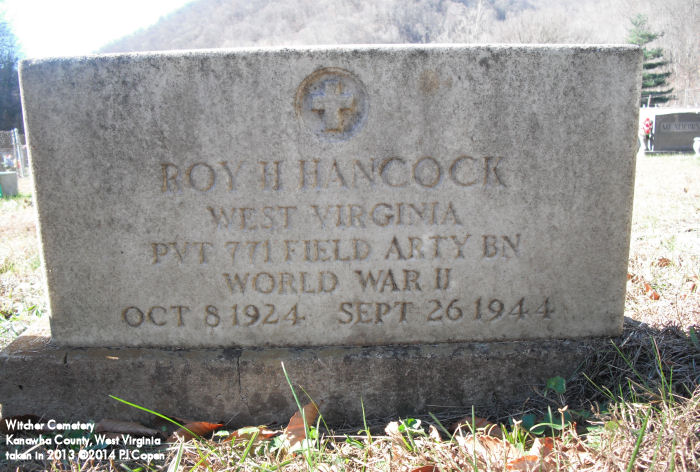 ROY H HANCOCK
WEST VIRGINIA
PVT 771 FIELD ARTY BN
WORLD WAR II
OCT 8 1924 SEPT 26 1944
Witcher Cemetery
Kanawha County, West Virginia
taken in 2013 ©2014 P.J.Copen